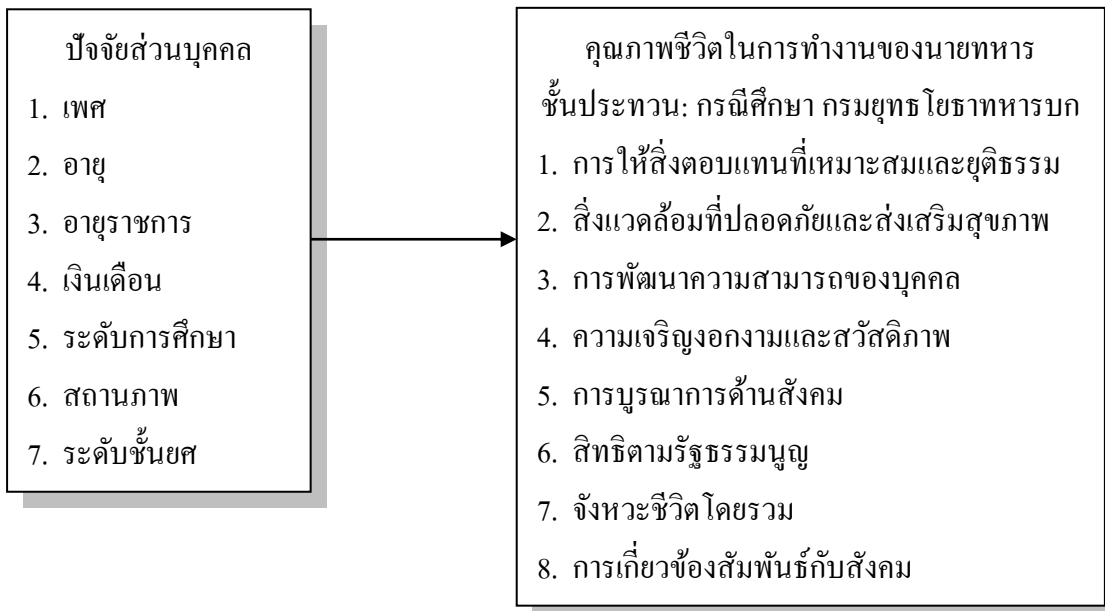 ปัจจัยส่วนบุคคล
1. เพศ
2. อายุ
3. อายุราชการ
4. เงินเดือน
5. ระดับการศึกษา
6. สถานภาพ
7. ระดับชั้นยศ
คุณภาพชีวิตในการทำงานของนายทหาร
ชั้นประทวน: กรณีศึกษา กรมยุทธโยธาทหารบก
1. การให้สิ่งตอบแทนที่เหมาะสมและยุติธรรม
2. สิ่งแวดล้อมที่ปลอดภัยและส่งเสริมสุขภาพ
3. การพัฒนาความสามารถของบุคคล
4. ความเจริญงอกงามและสวัสดิภาพ
5. การบูรณาการด้านสังคม
6. สิทธิตามรัฐธรรมนูญ
7. จังหวะชีวิตโดยรวม
8. การเกี่ยวข้องสัมพันธ์กับสังคม